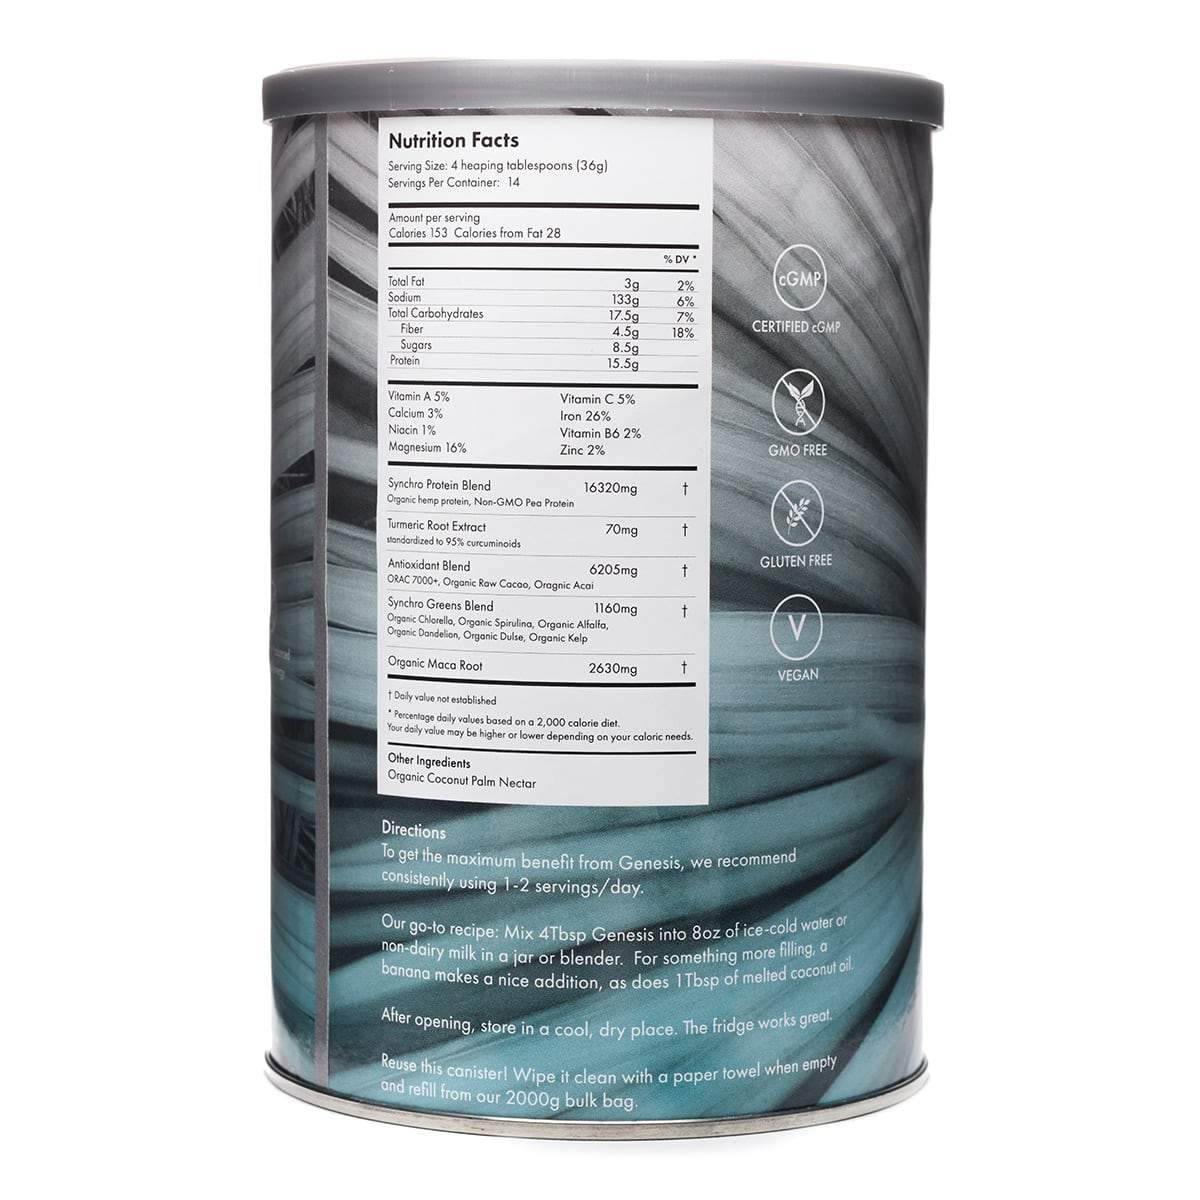 Nutrition Facts
Serving Size: 4 heaping tablespoons (36g)
Servings Per Container: 14
Amount per serving
Calories 153 Calories from Fat 28
% DV *
Total Fat 3g 2%
Sodium 133g 6%
Total Carbohydrates 17.5g 7%
Fiber 4.5g 18%
Sugars 8.5g
Protein 15.5g
Vitamin A 5% Vitamin C 5%
Calcium 3% Iron 26%
Niacin 1% Vitamin B6 2%
Magnesium 16% Zinc 2%
Synchro Protein Blend 16320mg †
Organic hemp protein, Non-GMO Pea Protein
Turmeric Root Extract 70mg †
standardized to 95% curcuminoids
Antioxidant Blend 6205mg †
ORAC 7000+, Organic Raw Cacao, Oragnic Acai
Synchro Greens Blend 1160mg †
Organic Chlorella, Organic Spirulina, Organic Alfalfa,
Organic Dandelion, Organic Dulse, Organic Kelp
Organic Maca Root 2630mg †
† Daily value not established
* Percentage daily values based on a 2,000 calorie diet.
Your daily value may be higher or lower depending on your caloric needs.
Other Ingredients
Organic Coconut Palm Nectar
cGMP
CERTIFIED cGMP
GMO FREE
GLUTEN FREE
V
VEGAN
Directions
To get the maximum benefit from Genesis, we recommend
consistently using 1-2 servings/day.
Our go-to recipe: Mix 4Tbsp Genesis into 8oz of ice-cold water or
non-dairy milk in a jar or blender. For something more filling, a
banana makes a nice addition, as does 1Tbsp of melted coconut oil.
After opening, store in a cool, dry place. The fridge works great.
Reuse this canister! Wipe it clean with a paper towel when empty
and refill from our 2000g bulk bag.